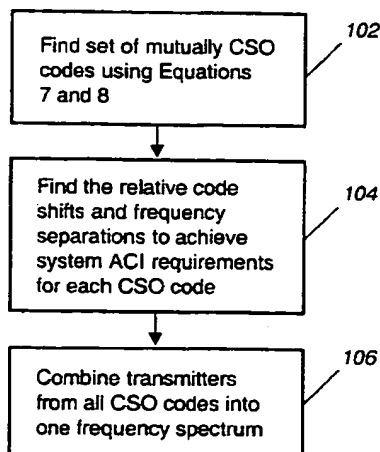 Find set of mutually CSO
codes using Equations
7 and 8
102
Find the relative code
shifts and frequency
separations to achieve
system ACI requirements
for each CSO code
104
Combine transmitters
from all CSO codes into
one frequency spectrum
106